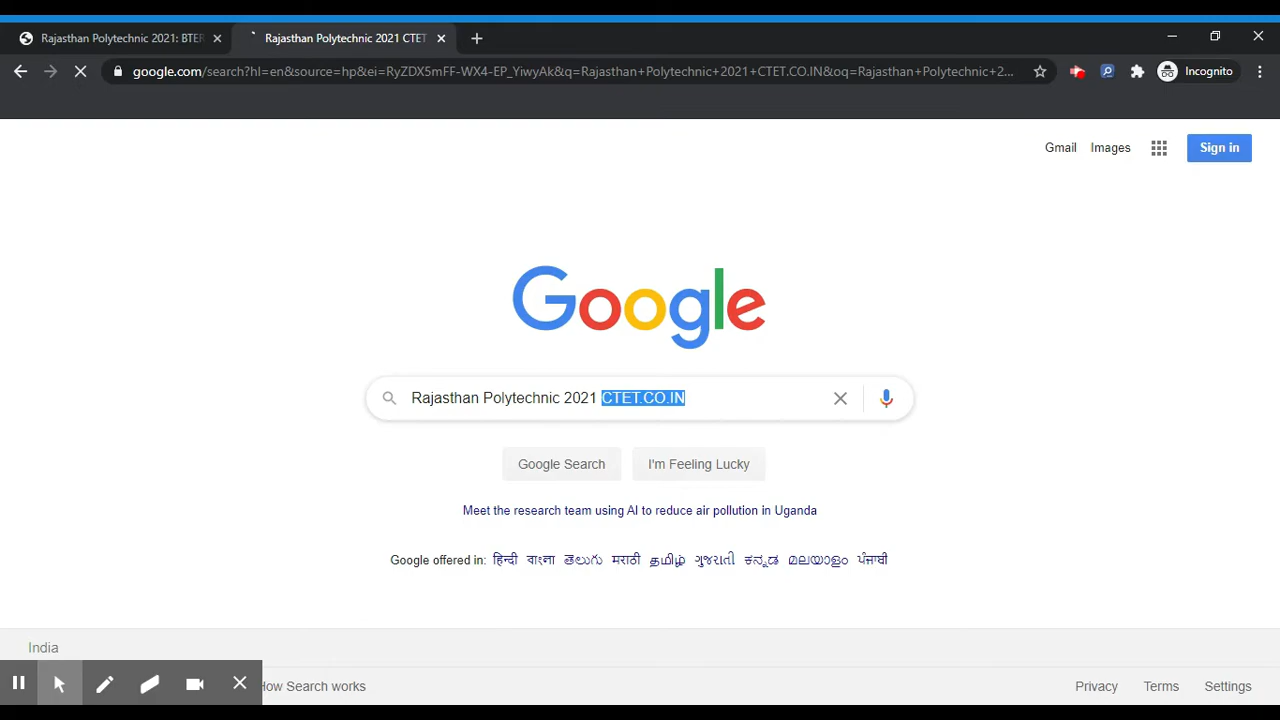 Rajasthan Polytechnic 2021: BTER
Rajasthan Polytechnic 2021 CTET
google.com/search?hl=en&source=hp&ei=RyZDX5mFF-WX4-EP_YiwyAk&q=Rajasthan+Polytechnic+2021+CTET.CO.IN&oq=Rajasthan+Polytechnic+2...
Incognito
Gmail Images Sign in
Google
Rajasthan Polytechnic 2021 CTET.CO.IN
Google Search I'm Feeling Lucky
Meet the research team using AI to reduce air pollution in Uganda
Google offered in: हिन्दी বাংলা తెలుగు मराठी தமிழ் ગુજરાતી ಕನ್ನಡ മലയാളം ਪੰਜਾਬੀ
India
How Search works Privacy Terms Settings